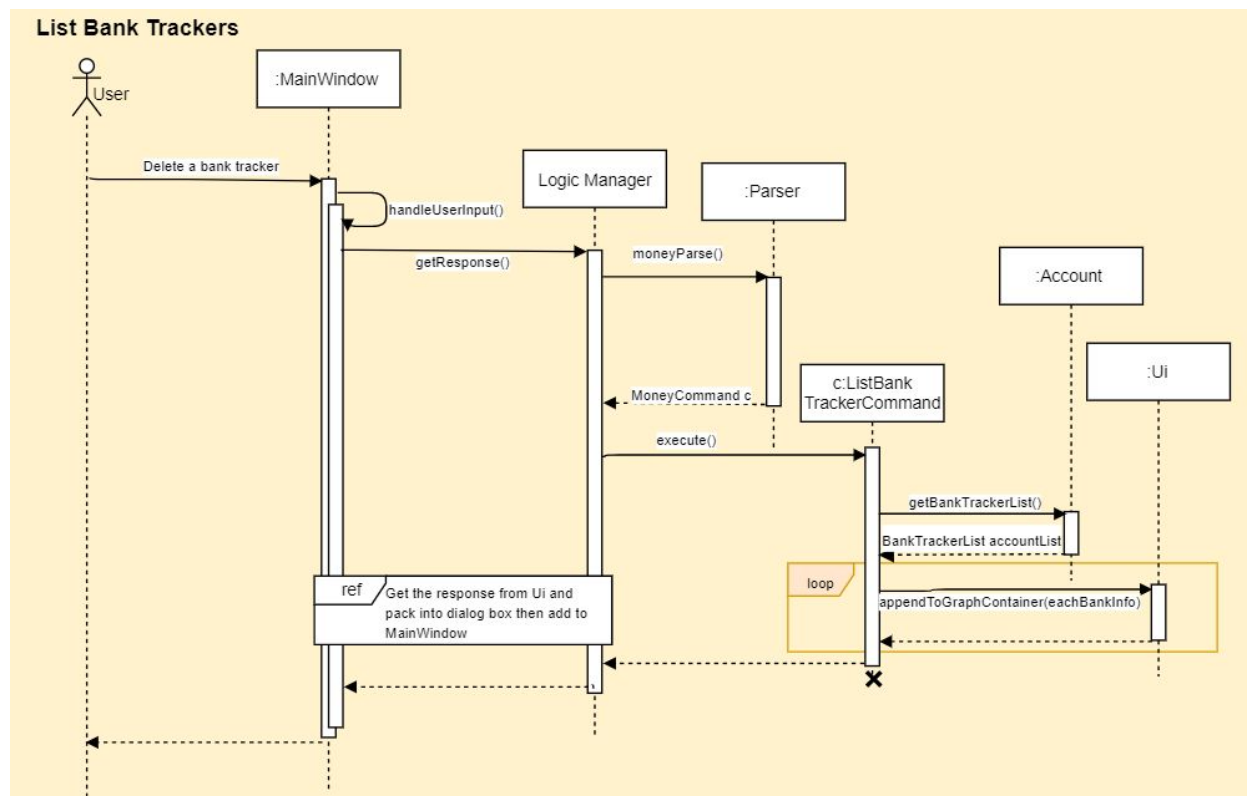 List Bank Trackers
User
:MainWindow
Delete a bank tracker
handleUserInput()
Logic Manager
:Parser
getResponse()
moneyParse()
:Account
:Ui
c:ListBank
TrackerCommand
MoneyCommand c
execute()
getBankTrackerList()
BankTrackerList accountList
loop
appendToGraphContainer(eachBankInfo)
ref
Get the response from Ui and
pack into dialog box then add to
MainWindow